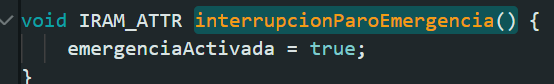 void IRAM_ATTR interrupcionParoEmergencia() {
emergenciaActivada = true;
}